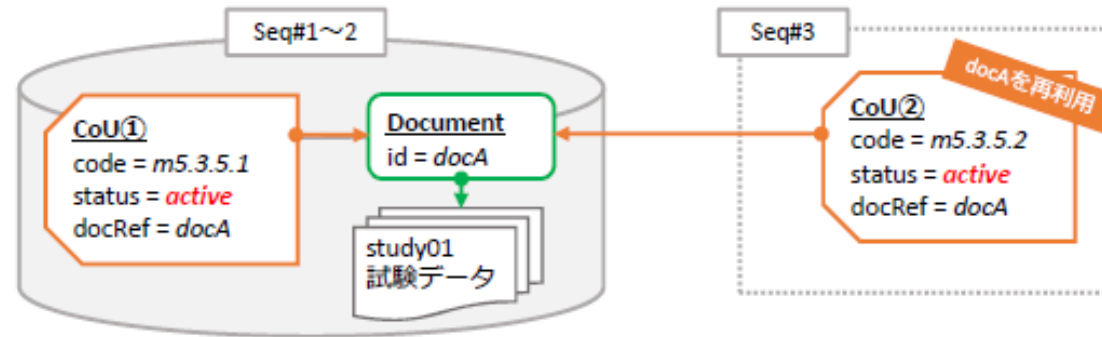 Seq#1～2
CoU①
code = m5.3.5.1
status = active
docRef = docA
Document
id = docA
study01
試験データ
Seq#3
docAを再利用
CoU②
code = m5.3.5.2
status = active
docRef = docA